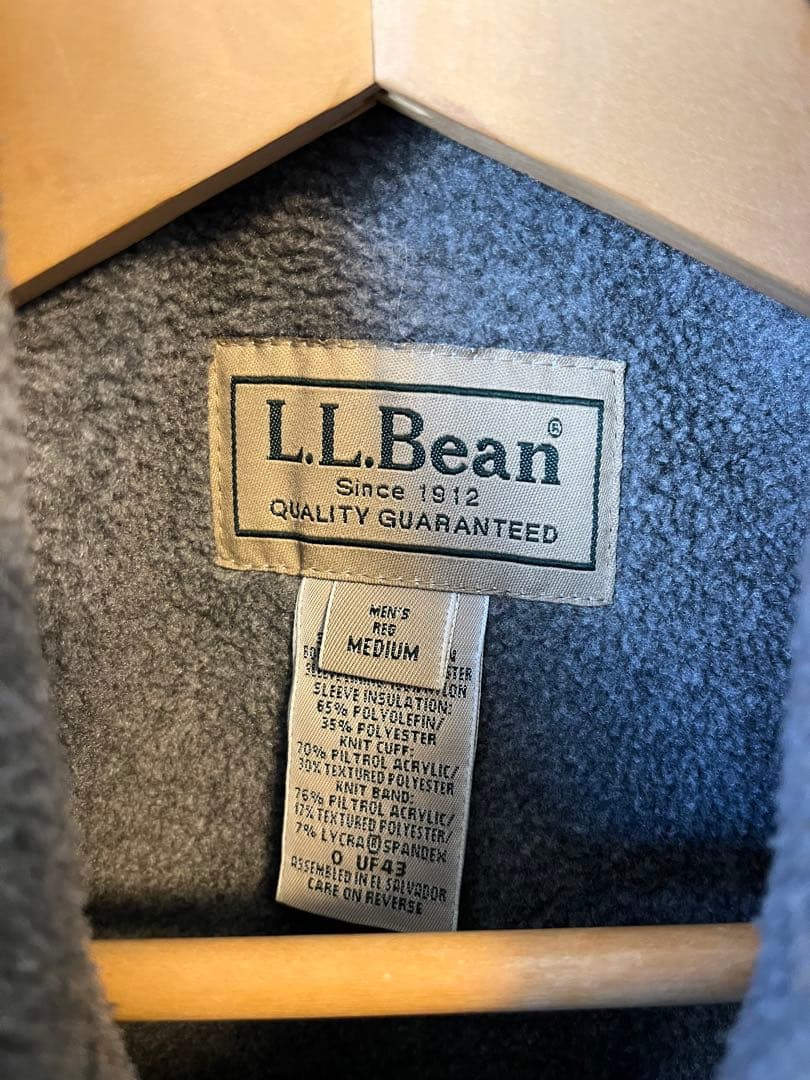 L.L.Bean®
Since 1912
QUALITY GUARANTEED
MEN'S
REG
MEDIUM
SLEEVE INSULATION:
65% POLYOLEFIN/
35% POLYESTER
KNIT CUFF:
70% PILTROL ACRYLIC/
30% TEXTURED POLYESTER
KNIT BAND:
76% PILTROL ACRYLIC/
17% TEXTURED POLYESTER/
7% LYCRA® SPANDEX
0 UF43
ASSEMBLED IN EL SALVADOR
CARE ON REVERSE